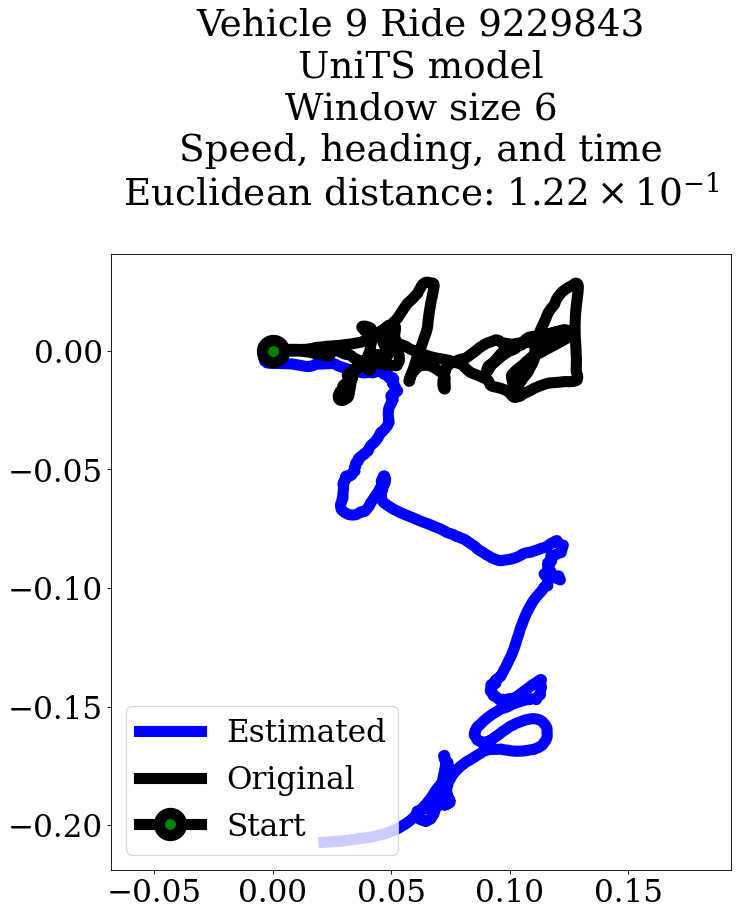 Vehicle 9 Ride 9229843
UniTS model
Window size 6
Speed, heading, and time
Euclidean distance: $1.22 \times 10^{-1}$
0.00
−0.05
−0.10
−0.15
−0.20
Estimated
Original
Start
−0.05 0.00 0.05 0.10 0.15